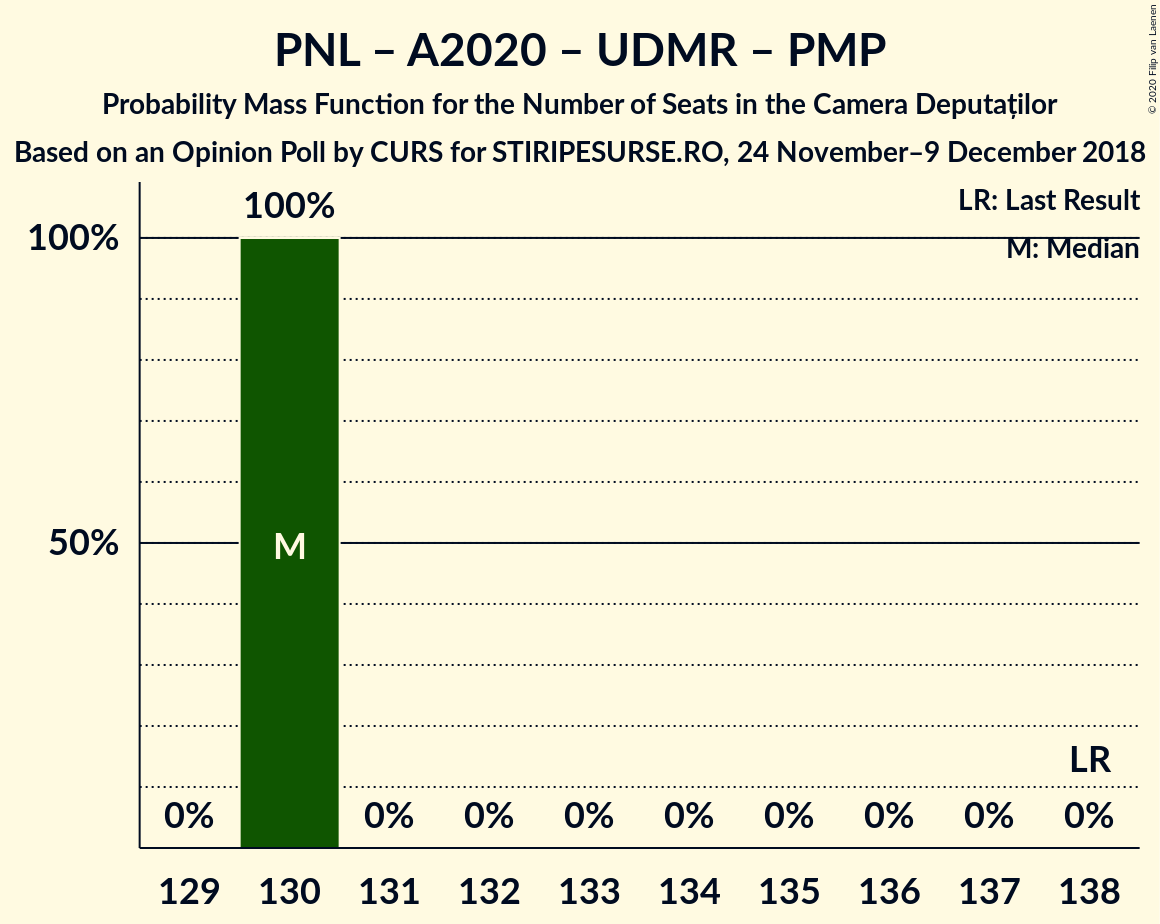 PNL – A2020 – UDMR – PMP
Probability Mass Function for the Number of Seats in the Camera Deputaților
Based on an Opinion Poll by CURS for STIRIPESURSE.RO, 24 November–9 December 2018
© 2020 Filip van Laenen
LR: Last Result
M: Median
100%
100%
50%
M
LR
0% 0% 0% 0% 0% 0% 0% 0% 0%
129 130 131 132 133 134 135 136 137 138